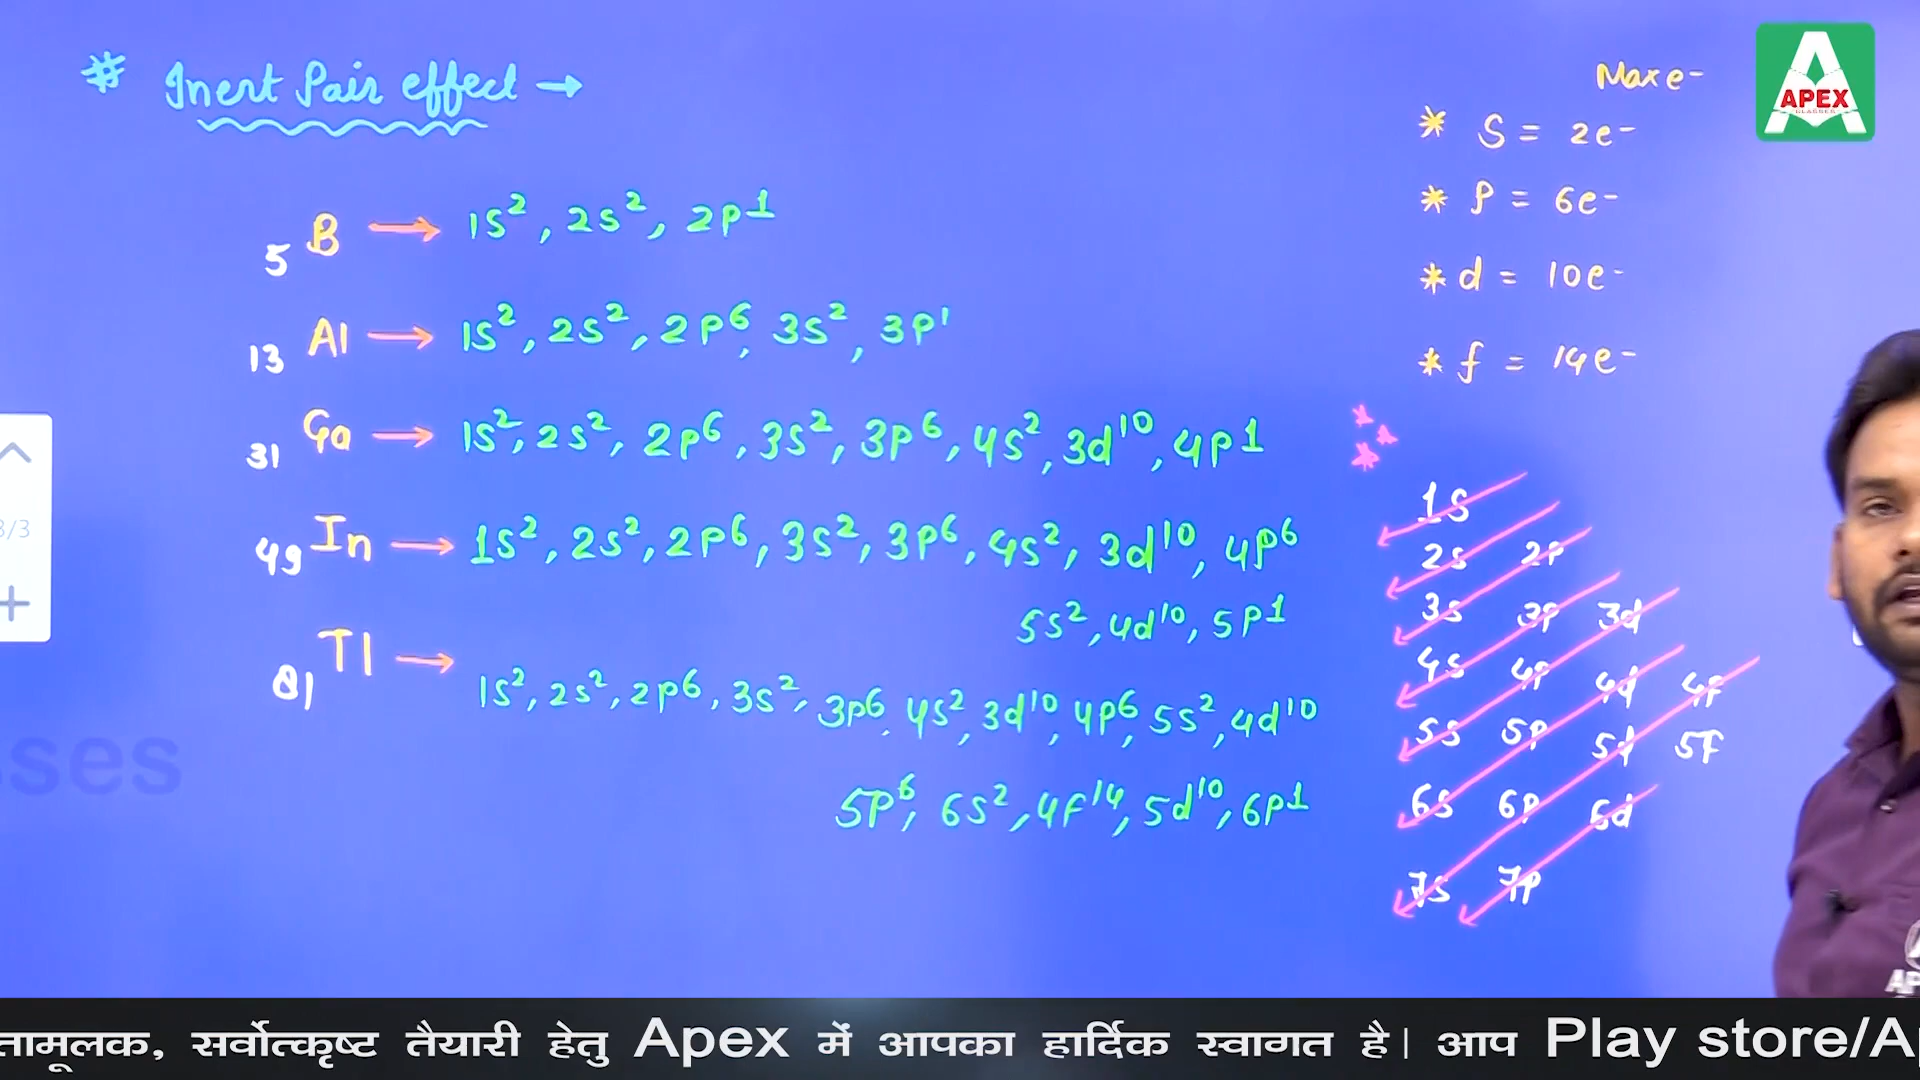 # Inert Pair effect →
5 B → 1s², 2s², 2p¹
13 Al → 1s², 2s², 2p⁶, 3s², 3p¹
31 Ga → 1s², 2s², 2p⁶, 3s², 3p⁶, 4s², 3d¹⁰, 4p¹
49 In → 1s², 2s², 2p⁶, 3s², 3p⁶, 4s², 3d¹⁰, 4p⁶
5s², 4d¹⁰, 5p¹
81 Tl →
1s², 2s², 2p⁶, 3s², 3p⁶, 4s², 3d¹⁰, 4p⁶, 5s², 4d¹⁰
5p⁶, 6s², 4f¹⁴, 5d¹⁰, 6p¹
Max e-
* S = 2e-
* P = 6e-
* d = 10e-
* f = 14e-
1s
2s 2p
3s 3p 3d
4s 4p 4d 4f
5s 5p 5d 5f
6s 6p 6d
7s 7p
APEX
CLASSES
3/3
sses
तामूलक, सर्वोत्कृष्ट तैयारी हेतु Apex में आपका हार्दिक स्वागत है| आप Play store/A